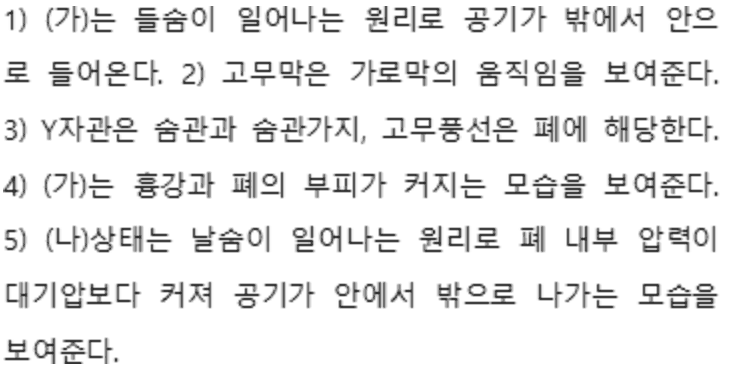 1) (가)는 들숨이 일어나는 원리로 공기가 밖에서 안으
로 들어온다. 2) 고무막은 가로막의 움직임을 보여준다.
3) Y자관은 숨관과 숨관가지, 고무풍선은 폐에 해당한다.
4) (가)는 흉강과 폐의 부피가 커지는 모습을 보여준다.
5) (나)상태는 날숨이 일어나는 원리로 폐 내부 압력이
대기압보다 커져 공기가 안에서 밖으로 나가는 모습을
보여준다.